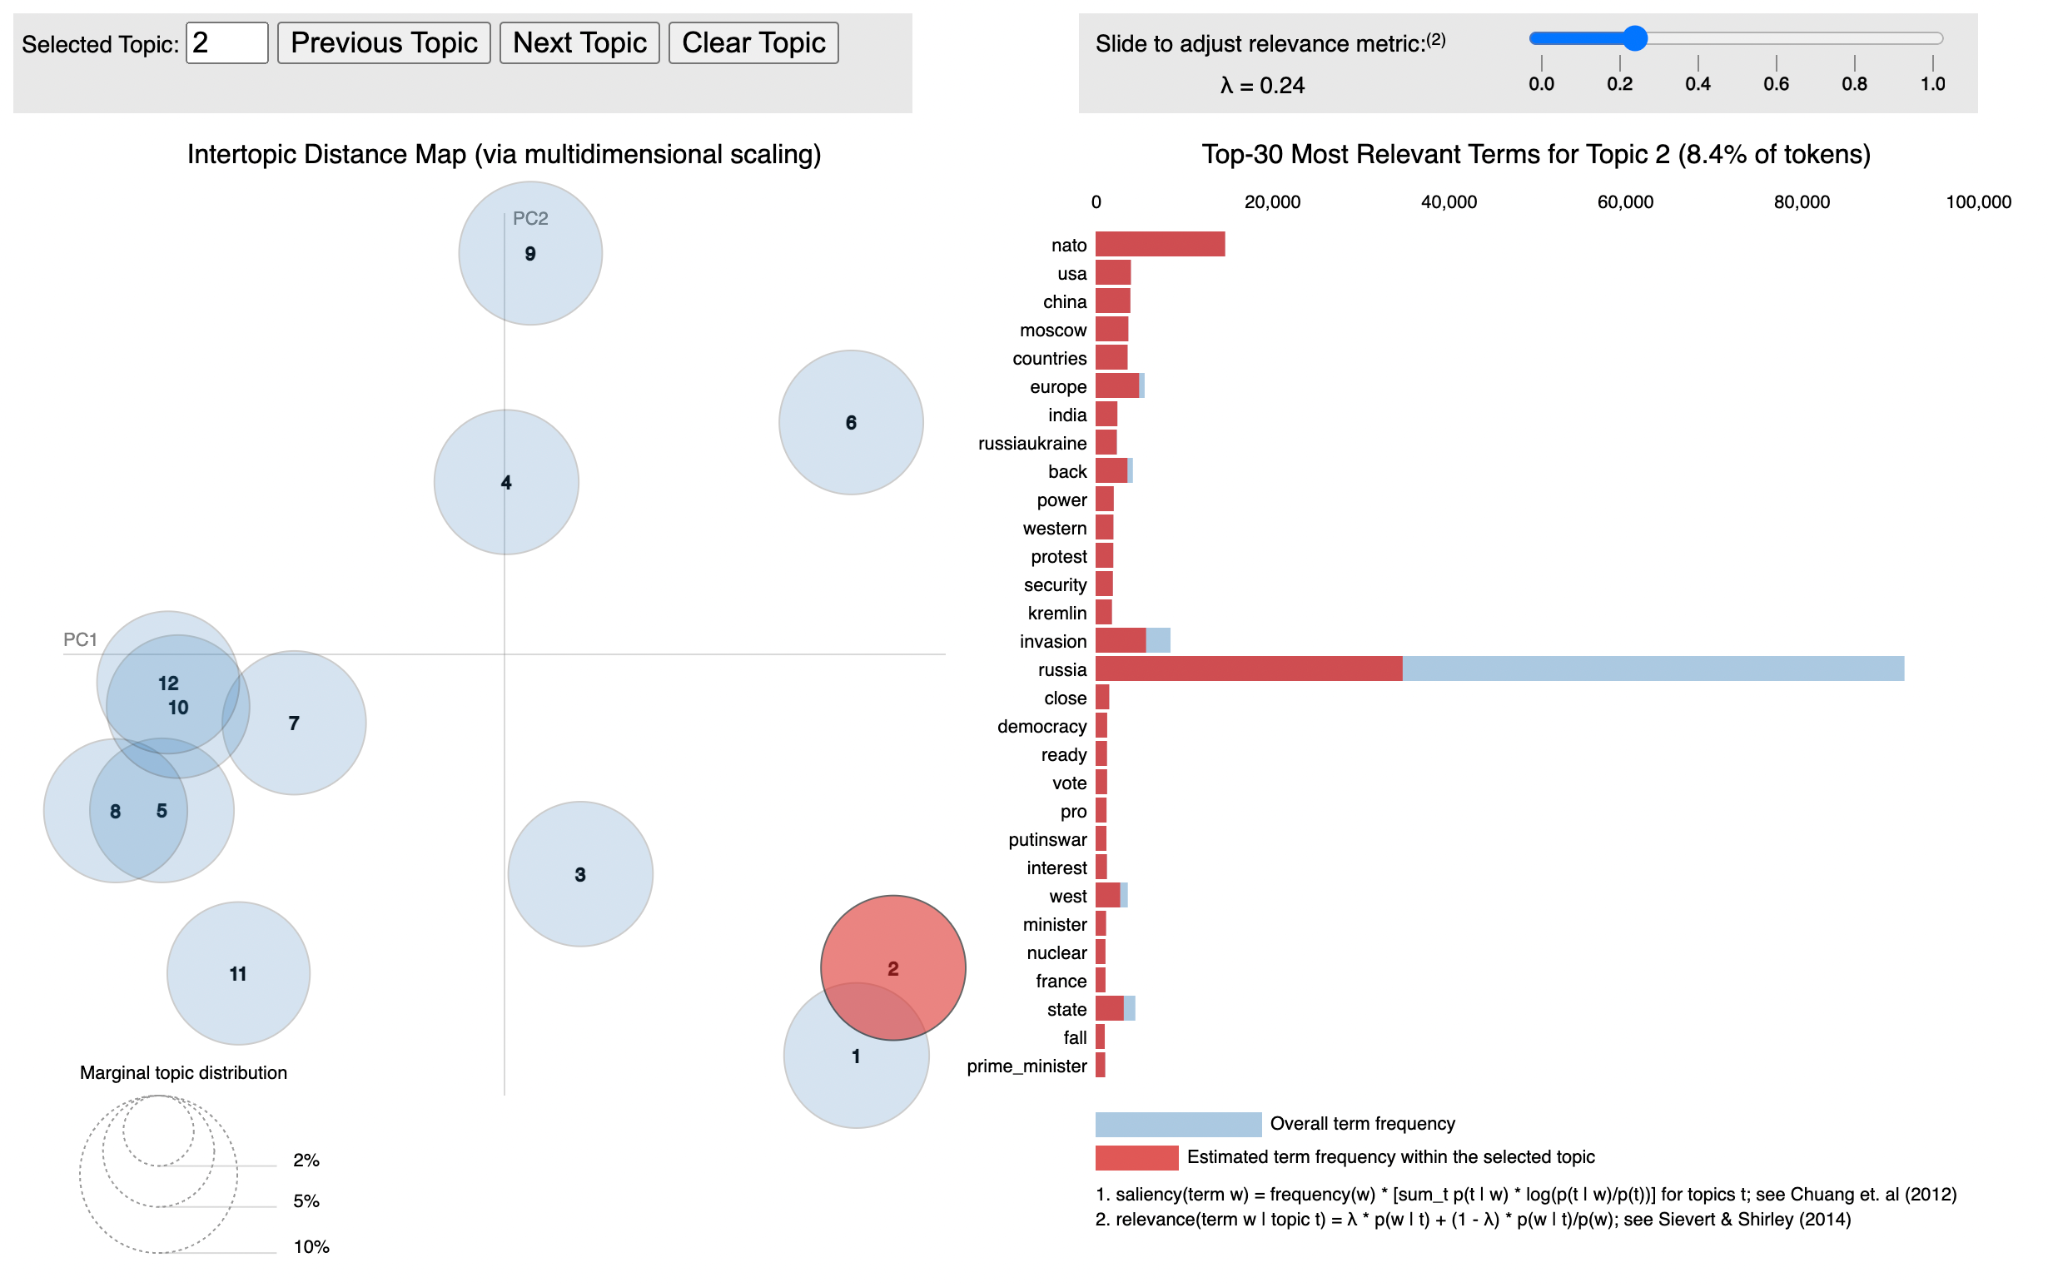 Selected Topic: 2 Previous Topic Next Topic Clear Topic
Slide to adjust relevance metric:(2)
λ = 0.24
0.0 0.2 0.4 0.6 0.8 1.0
Intertopic Distance Map (via multidimensional scaling)
PC2
9
6
4
PC1
12
10
7
8
5
3
2
11
1
Marginal topic distribution
2%
5%
10%
Top-30 Most Relevant Terms for Topic 2 (8.4% of tokens)
0 20,000 40,000 60,000 80,000 100,000
nato
usa
china
moscow
countries
europe
india
russiaukraine
back
power
western
protest
security
kremlin
invasion
russia
close
democracy
ready
vote
pro
putinswar
interest
west
minister
nuclear
france
state
fall
prime_minister
Overall term frequency
Estimated term frequency within the selected topic
1. saliency(term w) = frequency(w) * [sum_t p(t | w) * log(p(t | w)/p(t))] for topics t; see Chuang et. al (2012)
2. relevance(term w | topic t) = λ * p(w | t) + (1 - λ) * p(w | t)/p(w); see Sievert & Shirley (2014)